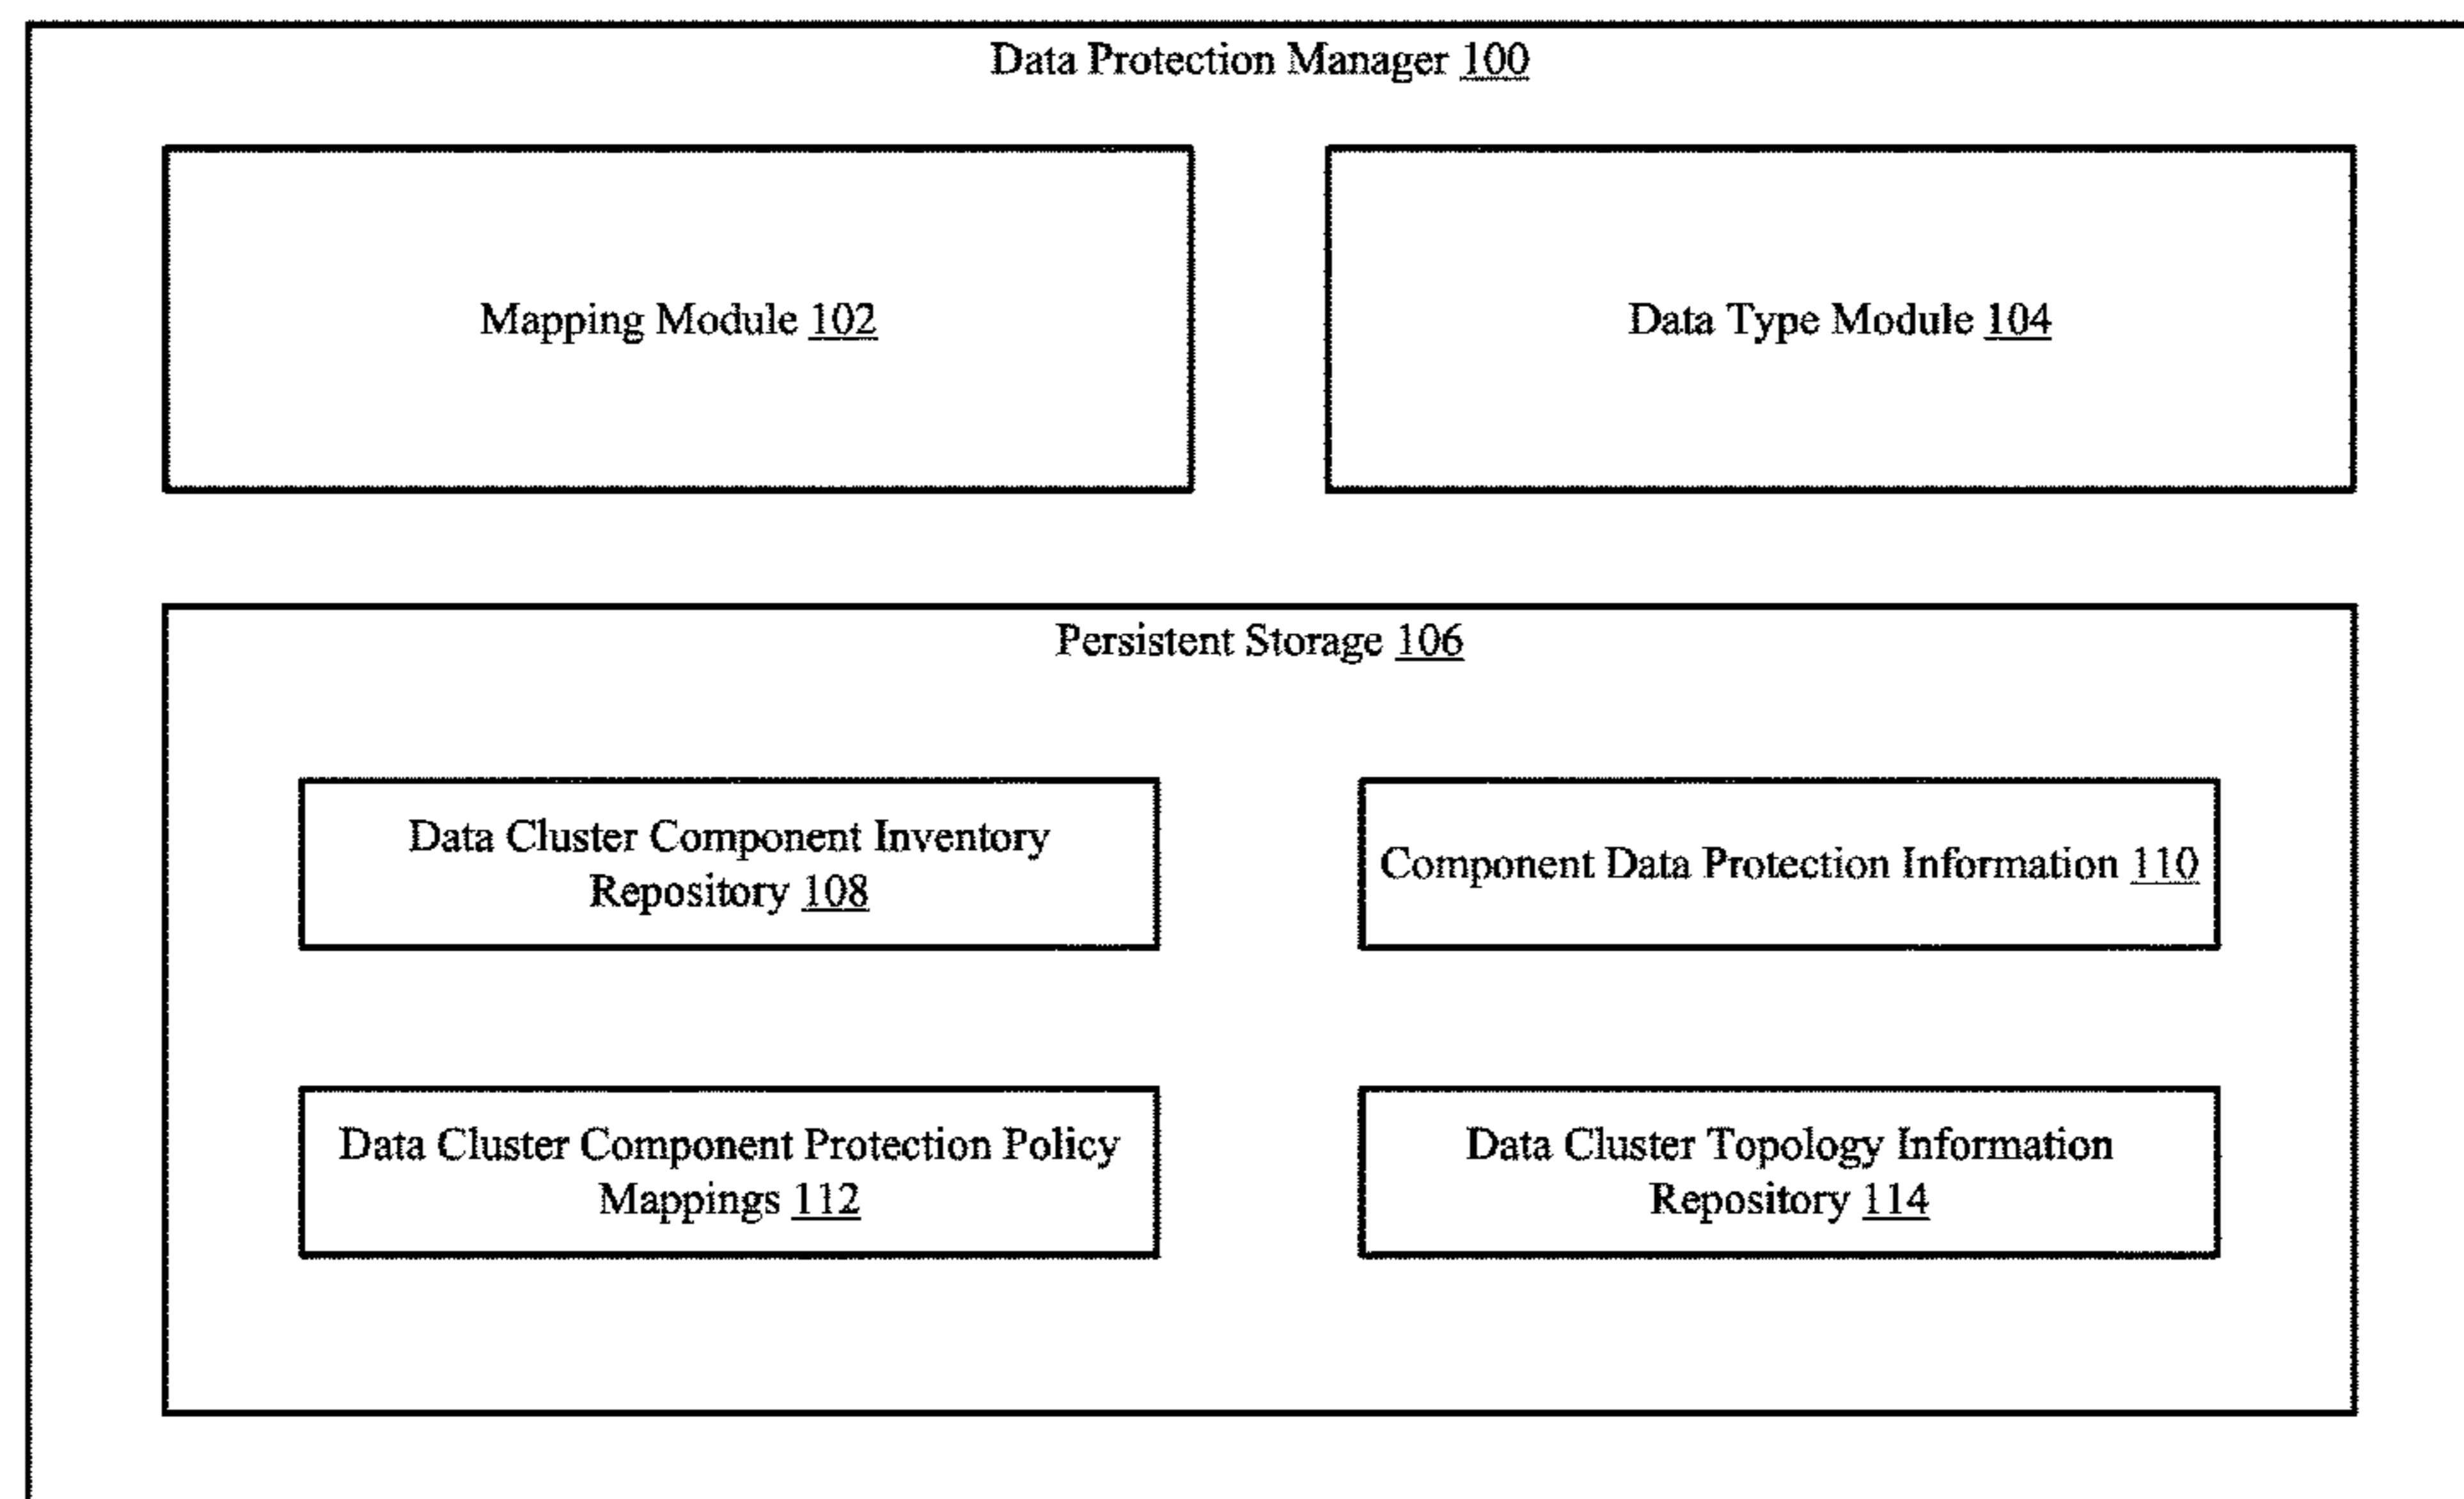 Data Protection Manager 100
Mapping Module 102
Data Type Module 104
Persistent Storage 106
Data Cluster Component Inventory
Repository 108
Component Data Protection Information 110
Data Cluster Component Protection Policy
Mappings 112
Data Cluster Topology Information
Repository 114